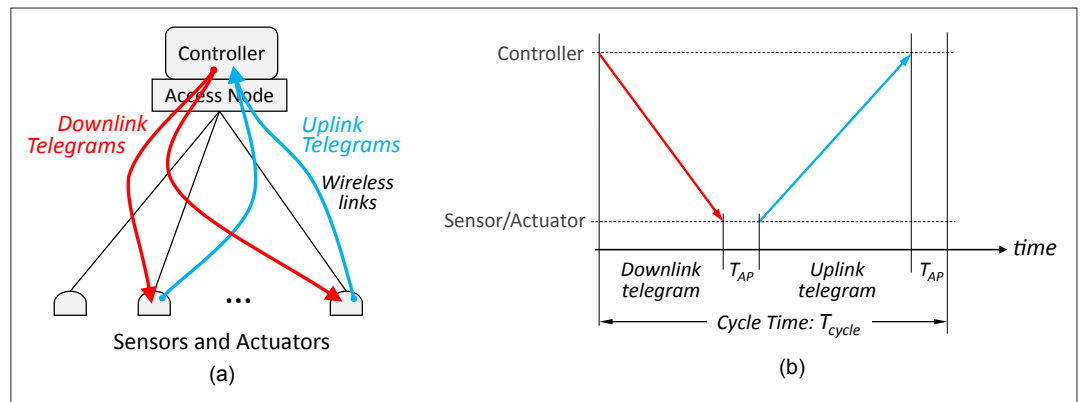 Controller
Access Node
Downlink
Telegrams
Uplink
Telegrams
Wireless
links
...
Sensors and Actuators
(a)
Controller
Sensor/Actuator
time
Downlink
telegram
T_AP
Uplink
telegram
T_AP
Cycle Time: T_cycle
(b)